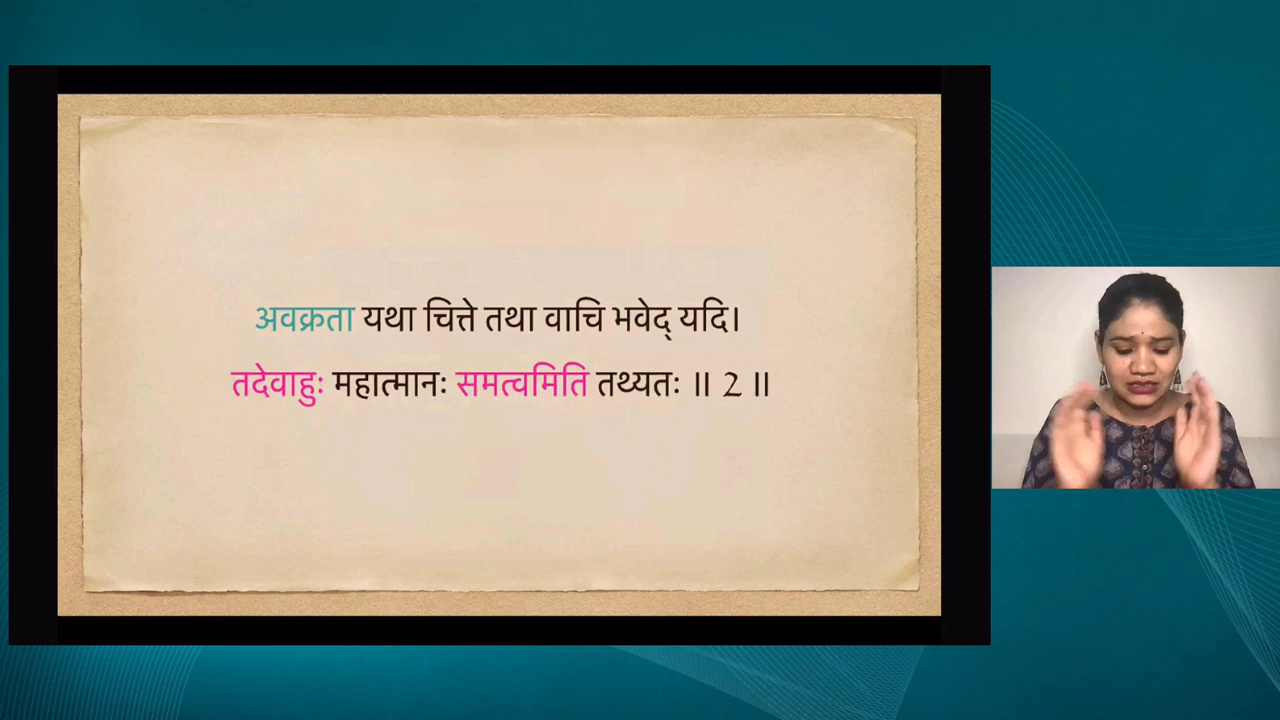 अवक्रता यथा चित्ते तथा वाचि भवेद् यदि।
तदेवाहुः महात्मानः समत्वमिति तथ्यतः ॥ 2 ॥